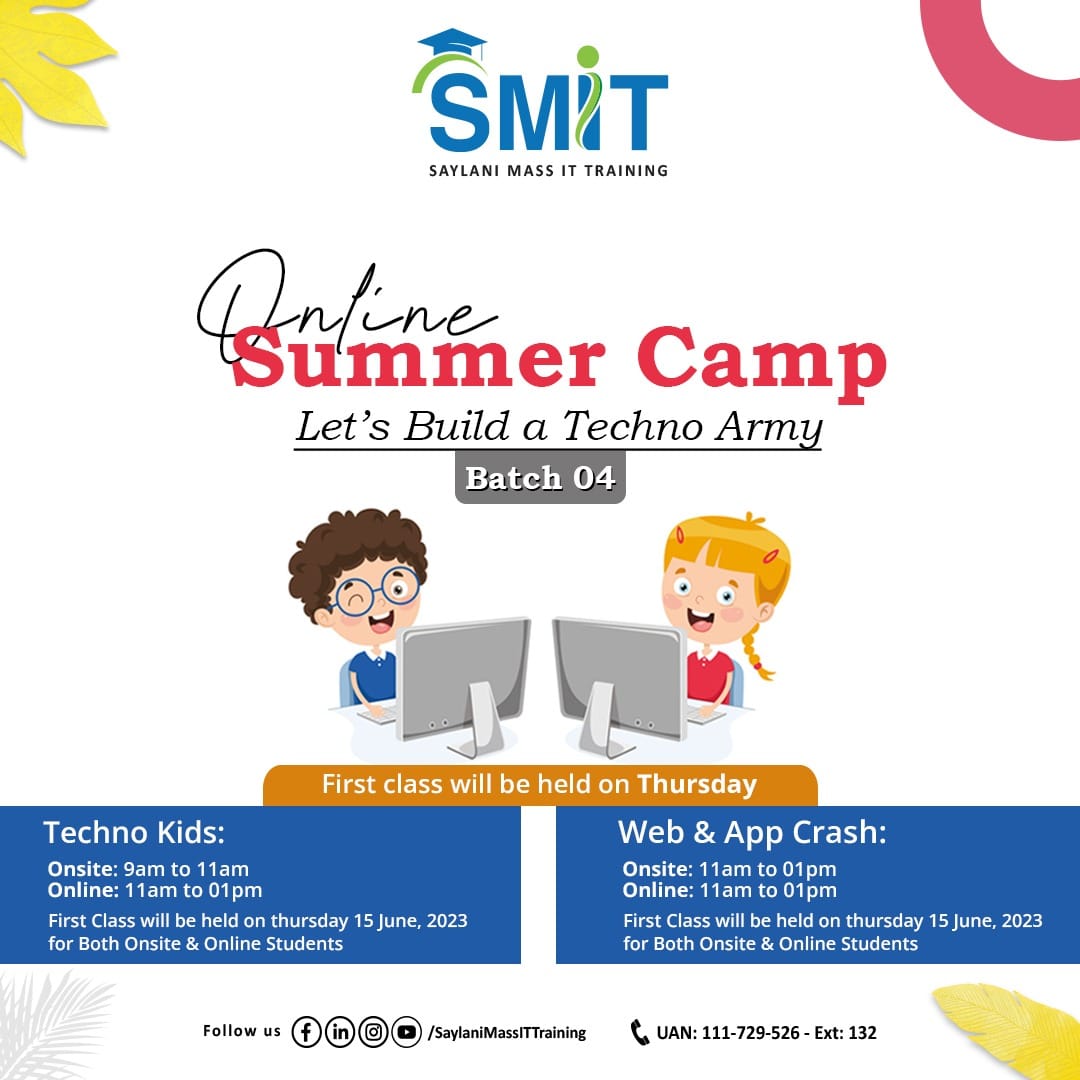 SMiT
SAYLANI MASS IT TRAINING
Online
Summer Camp
Let's Build a Techno Army
Batch 04
First class will be held on Thursday
Techno Kids:
Onsite: 9am to 11am
Online: 11am to 01pm
First Class will be held on thursday 15 June, 2023
for Both Onsite & Online Students
Web & App Crash:
Onsite: 11am to 01pm
Online: 11am to 01pm
First Class will be held on thursday 15 June, 2023
for Both Onsite & Online Students
Follow us /SaylaniMassITTraining
UAN: 111-729-526 - Ext: 132